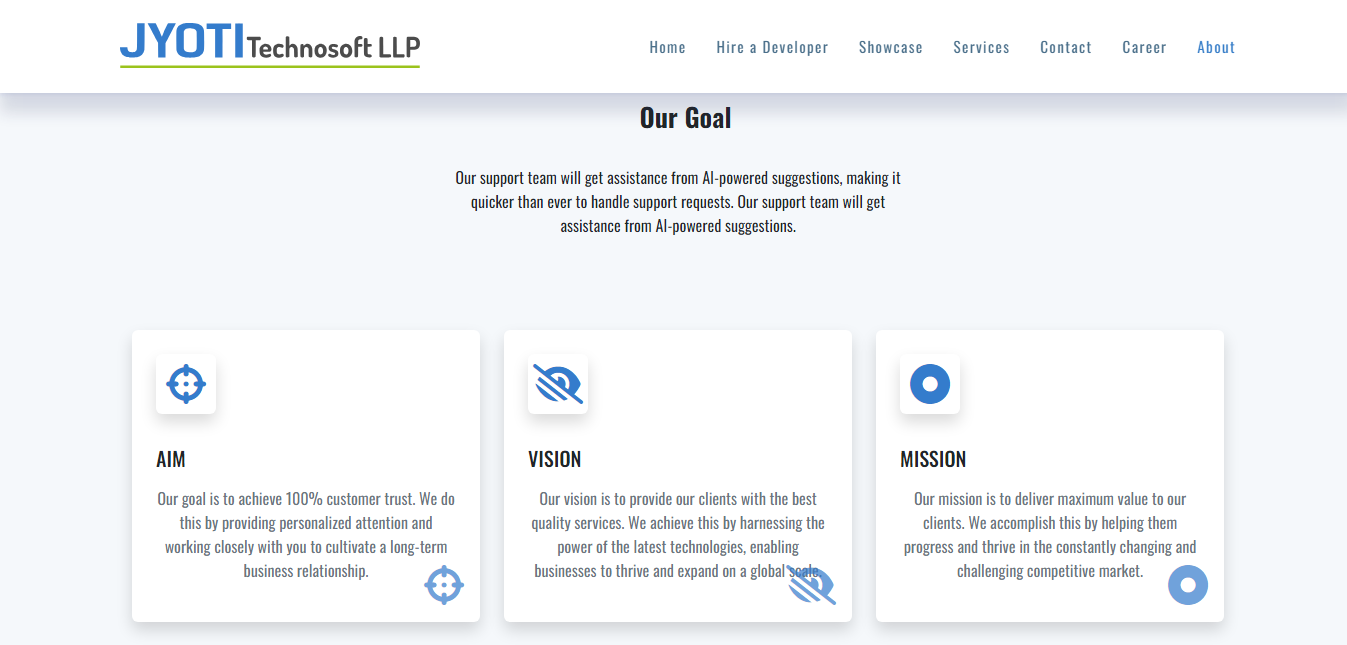 JYOTI Technosoft LLP
Home Hire a Developer Showcase Services Contact Career About
Our Goal
Our support team will get assistance from AI-powered suggestions, making it
quicker than ever to handle support requests. Our support team will get
assistance from AI-powered suggestions.
AIM
Our goal is to achieve 100% customer trust. We do
this by providing personalized attention and
working closely with you to cultivate a long-term
business relationship.
VISION
Our vision is to provide our clients with the best
quality services. We achieve this by harnessing the
power of the latest technologies, enabling
businesses to thrive and expand on a global scale.
MISSION
Our mission is to deliver maximum value to our
clients. We accomplish this by helping them
progress and thrive in the constantly changing and
challenging competitive market.